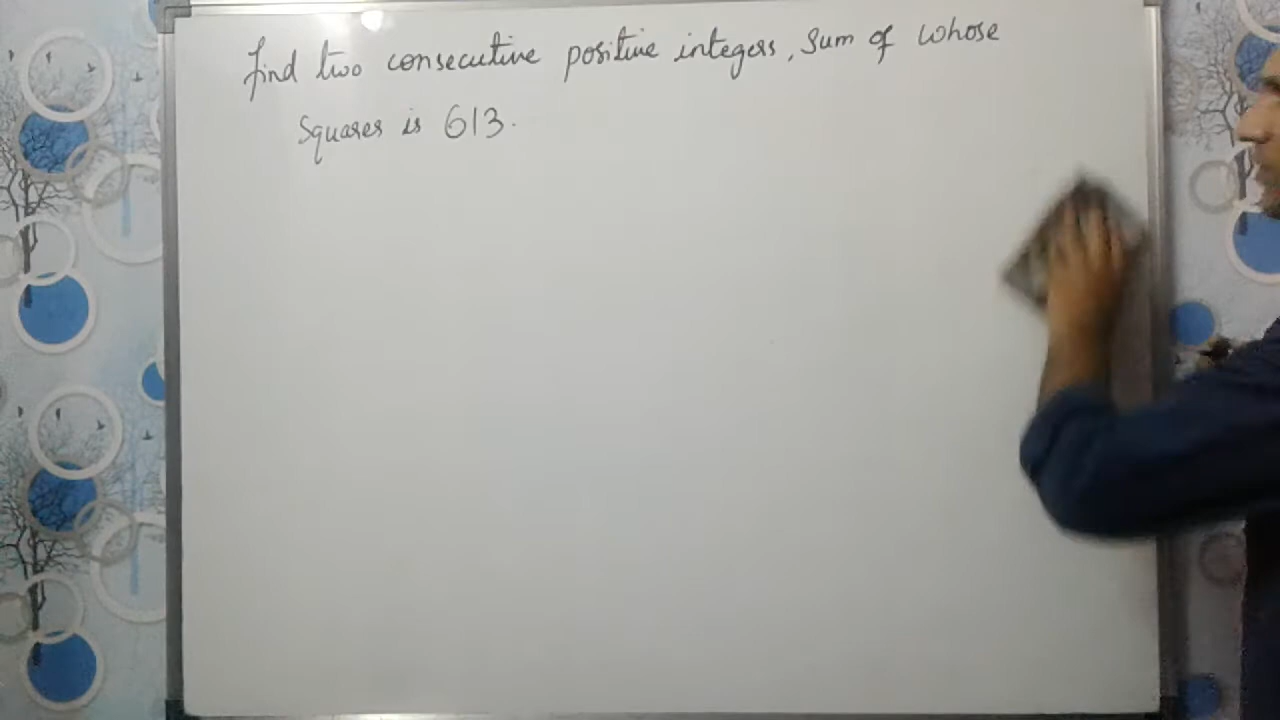 find two consecutive positive integers, sum of whose
squares is 613.